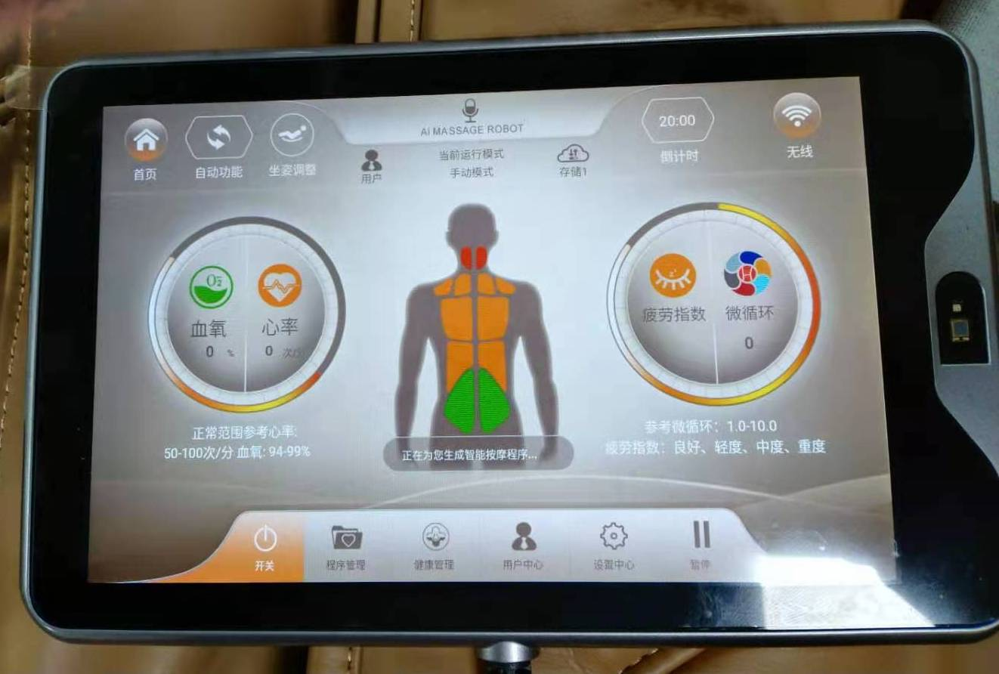 AI MASSAGE ROBOT
20:00
首页
自动功能
坐姿调整
用户
当前运行模式
手动模式
存储1
倒计时
无线
O2
血氧
心率
0 %
0 次/
疲劳指数
微循环
0
正常范围参考心率:
50-100次/分 血氧: 94-99%
正在为您生成智能按摩程序...
参考微循环：1.0-10.0
疲劳指数：良好、轻度、中度、重度
开关
程序管理
健康管理
用户中心
设置中心
暂停